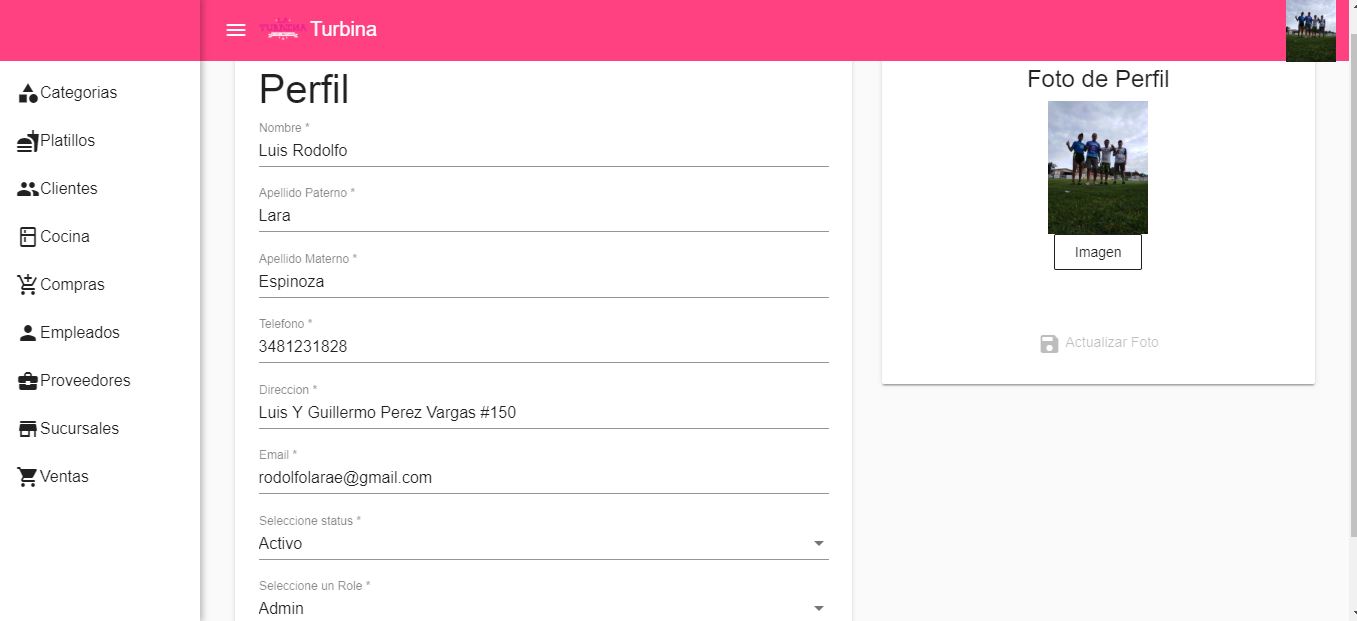 Turbina
Categorias
Platillos
Clientes
Cocina
Compras
Empleados
Proveedores
Sucursales
Ventas
Perfil
Nombre *
Luis Rodolfo
Apellido Paterno *
Lara
Apellido Materno *
Espinoza
Telefono *
3481231828
Direccion *
Luis Y Guillermo Perez Vargas #150
Email *
rodolfolarae@gmail.com
Seleccione status *
Activo
Seleccione un Role *
Admin
Foto de Perfil
Imagen
Actualizar Foto